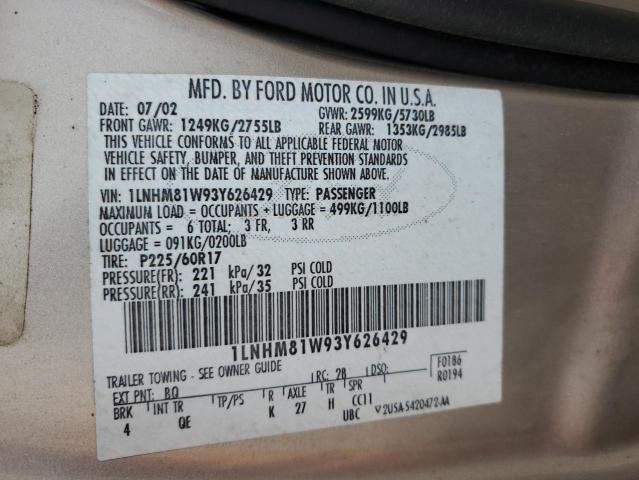 MFD. BY FORD MOTOR CO. IN U.S.A.
DATE: 07/02 GVWR: 2599KG/5730LB
FRONT GAWR: 1249KG/2755LB REAR GAWR: 1353KG/2985LB
THIS VEHICLE CONFORMS TO ALL APPLICABLE FEDERAL MOTOR
VEHICLE SAFETY, BUMPER, AND THEFT PREVENTION STANDARDS
IN EFFECT ON THE DATE OF MANUFACTURE SHOWN ABOVE.
VIN: 1LNHM81W93Y626429 TYPE: PASSENGER
MAXIMUM LOAD = OCCUPANTS + LUGGAGE = 499KG/1100LB
OCCUPANTS = 6 TOTAL; 3 FR, 3 RR
LUGGAGE = 091KG/0200LB
TIRE: P225/60R17
PRESSURE(FR): 221 kPa/32 PSI COLD
PRESSURE(RR): 241 kPa/35 PSI COLD
1LNHM81W93Y626429
TRAILER TOWING - SEE OWNER GUIDE
F0186
R0194
EXT PNT: BQ RC: 28 DSO:
BRK INT TR TP/PS R AXLE TR SPR
4 QE K 27 H CC11
UBC ▽2USA-S420472-AA